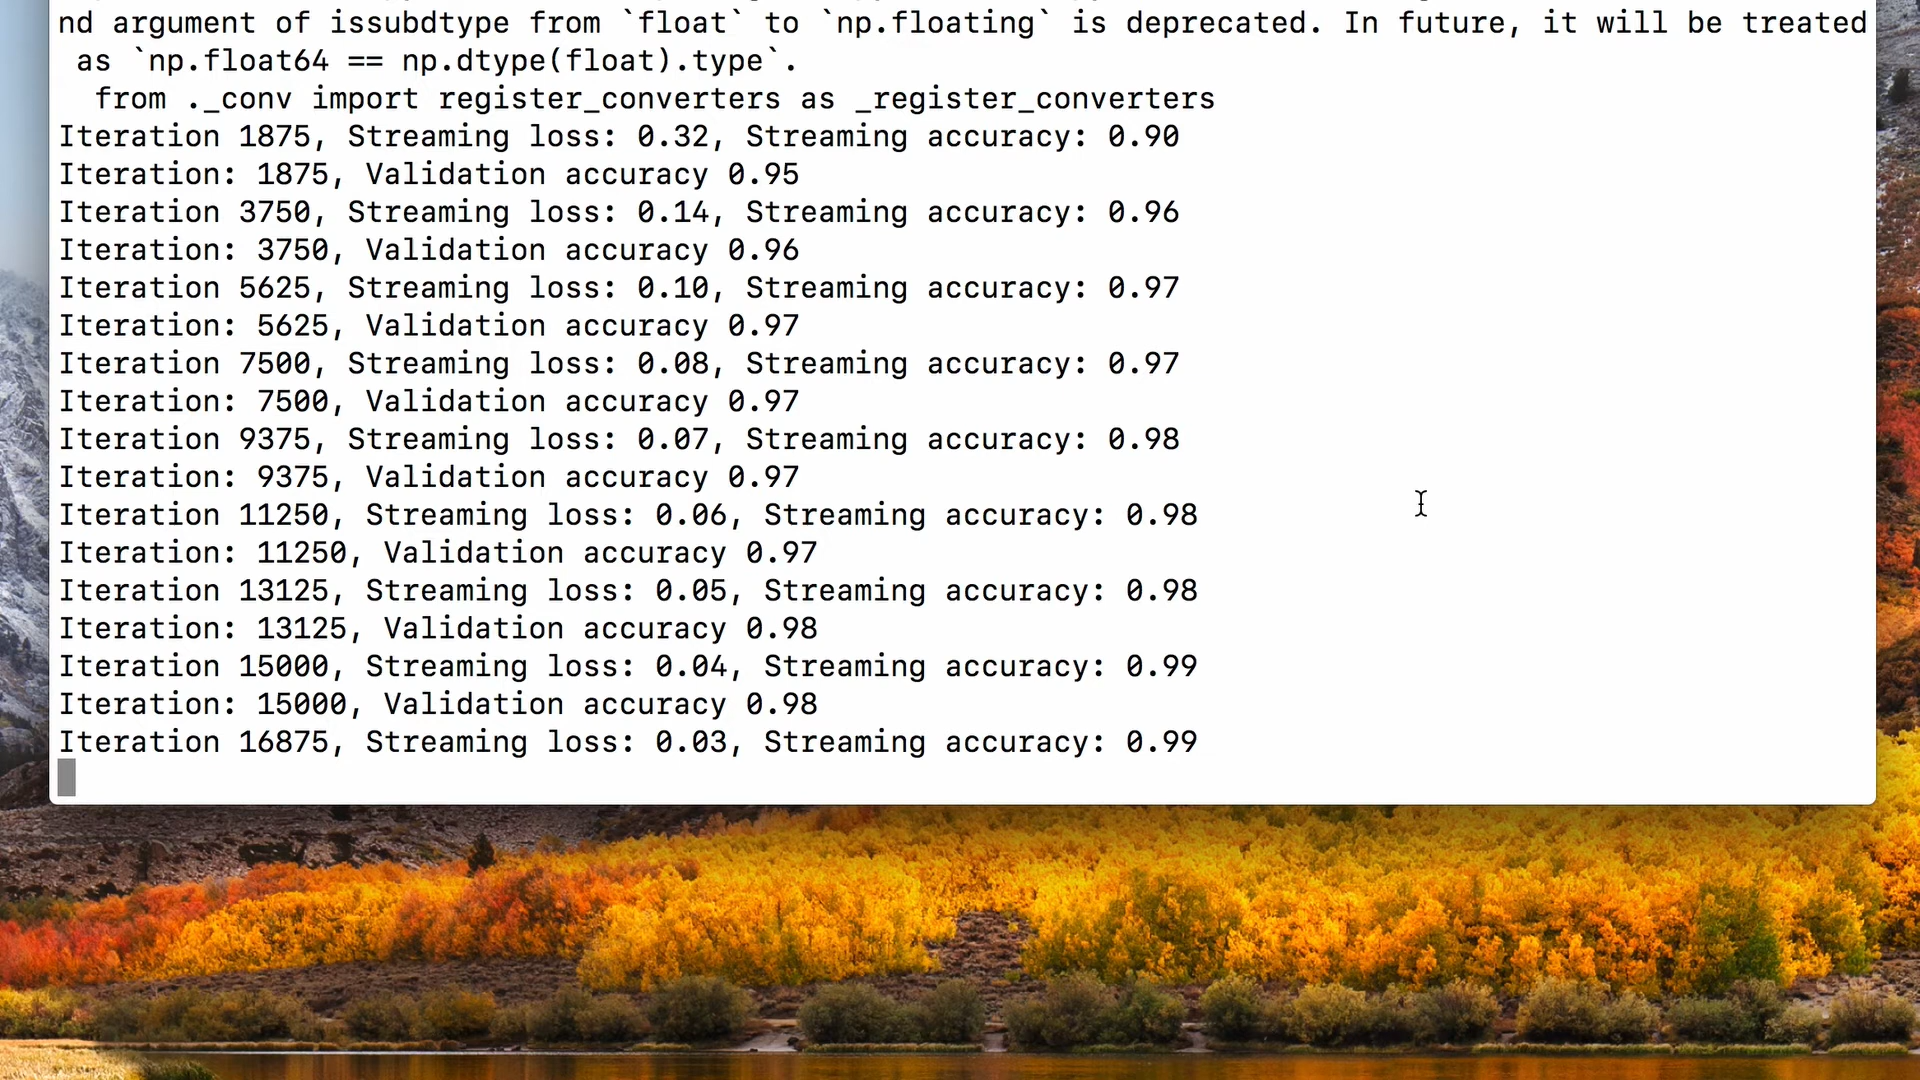 nd argument of issubdtype from `float` to `np.floating` is deprecated. In future, it will be treated
as `np.float64 == np.dtype(float).type`.
from ._conv import register_converters as _register_converters
Iteration 1875, Streaming loss: 0.32, Streaming accuracy: 0.90
Iteration: 1875, Validation accuracy 0.95
Iteration 3750, Streaming loss: 0.14, Streaming accuracy: 0.96
Iteration: 3750, Validation accuracy 0.96
Iteration 5625, Streaming loss: 0.10, Streaming accuracy: 0.97
Iteration: 5625, Validation accuracy 0.97
Iteration 7500, Streaming loss: 0.08, Streaming accuracy: 0.97
Iteration: 7500, Validation accuracy 0.97
Iteration 9375, Streaming loss: 0.07, Streaming accuracy: 0.98
Iteration: 9375, Validation accuracy 0.97
Iteration 11250, Streaming loss: 0.06, Streaming accuracy: 0.98
Iteration: 11250, Validation accuracy 0.97
Iteration 13125, Streaming loss: 0.05, Streaming accuracy: 0.98
Iteration: 13125, Validation accuracy 0.98
Iteration 15000, Streaming loss: 0.04, Streaming accuracy: 0.99
Iteration: 15000, Validation accuracy 0.98
Iteration 16875, Streaming loss: 0.03, Streaming accuracy: 0.99